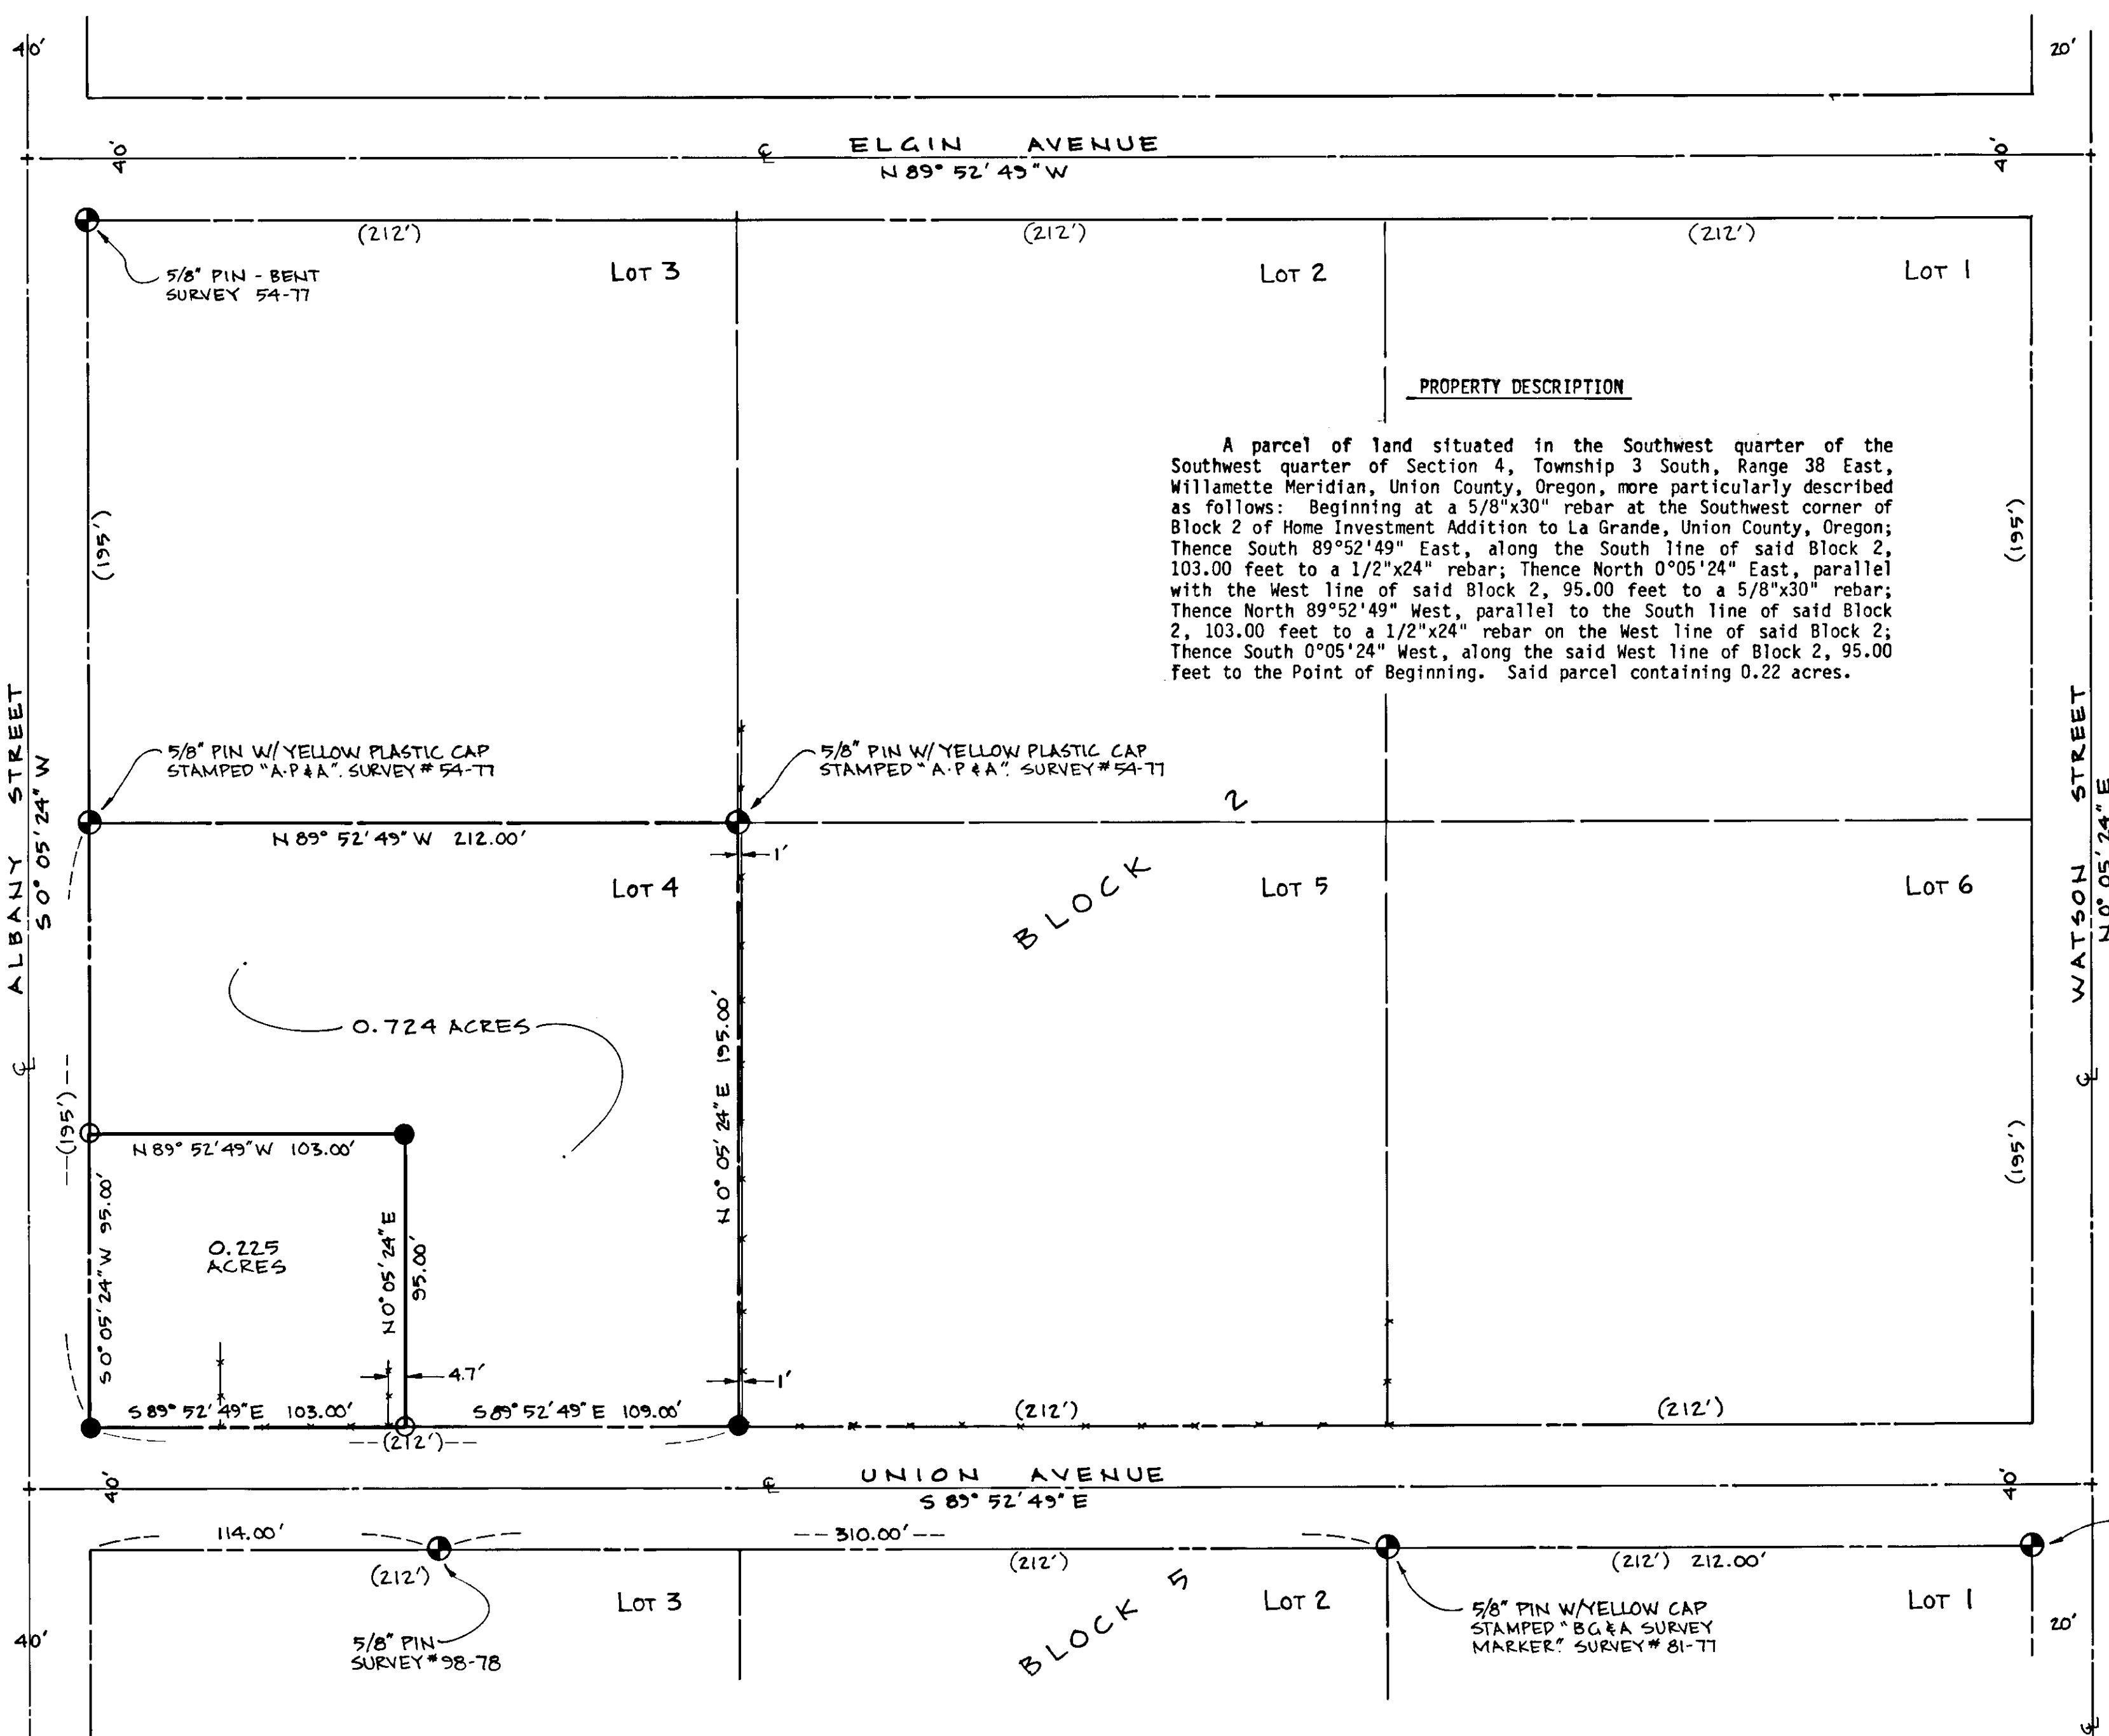 40'
20'
40'
℄
ELGIN AVENUE
40'
N 89° 52' 49" W
(212')
(212')
(212')
5/8" PIN - BENT
SURVEY 54-77
LOT 3
LOT 2
LOT 1
PROPERTY DESCRIPTION
A parcel of land situated in the Southwest quarter of the
Southwest quarter of Section 4, Township 3 South, Range 38 East,
Willamette Meridian, Union County, Oregon, more particularly described
as follows: Beginning at a 5/8"x30" rebar at the Southwest corner of
Block 2 of Home Investment Addition to La Grande, Union County, Oregon;
Thence South 89°52'49" East, along the South line of said Block 2,
103.00 feet to a 1/2"x24" rebar; Thence North 0°05'24" East, parallel
with the West line of said Block 2, 95.00 feet to a 5/8"x30" rebar;
Thence North 89°52'49" West, parallel to the South line of said Block
2, 103.00 feet to a 1/2"x24" rebar on the West line of said Block 2;
Thence South 0°05'24" West, along the said West line of Block 2, 95.00
feet to the Point of Beginning. Said parcel containing 0.22 acres.
(195')
(195')
ALBANY STREET
S 0° 05' 24" W
℄
WATSON STREET
N 0° 05' 24" E
℄
5/8" PIN W/ YELLOW PLASTIC CAP
STAMPED "A·P & A". SURVEY # 54-77
5/8" PIN W/ YELLOW PLASTIC CAP
STAMPED "A·P & A". SURVEY # 54-77
N 89° 52' 49" W 212.00'
1'
BLOCK 2
LOT 4
LOT 5
LOT 6
0.724 ACRES
N 0° 05' 24" E 195.00'
(195')
(195')
N 89° 52' 49" W 103.00'
S 0° 05' 24" W 95.00'
0.225
ACRES
N 0° 05' 24" E
95.00'
4.7'
1'
S 89° 52' 49" E 103.00'
S 89° 52' 49" E 109.00'
(212')
(212')
(212')
40'
℄
UNION AVENUE
40'
S 89° 52' 49" E
114.00'
310.00'
(212')
(212')
(212') 212.00'
LOT 3
BLOCK 5
LOT 2
LOT 1
5/8" PIN
SURVEY # 98-78
5/8" PIN W/YELLOW CAP
STAMPED "BG & A SURVEY
MARKER." SURVEY # 81-77
40'
20'
℄